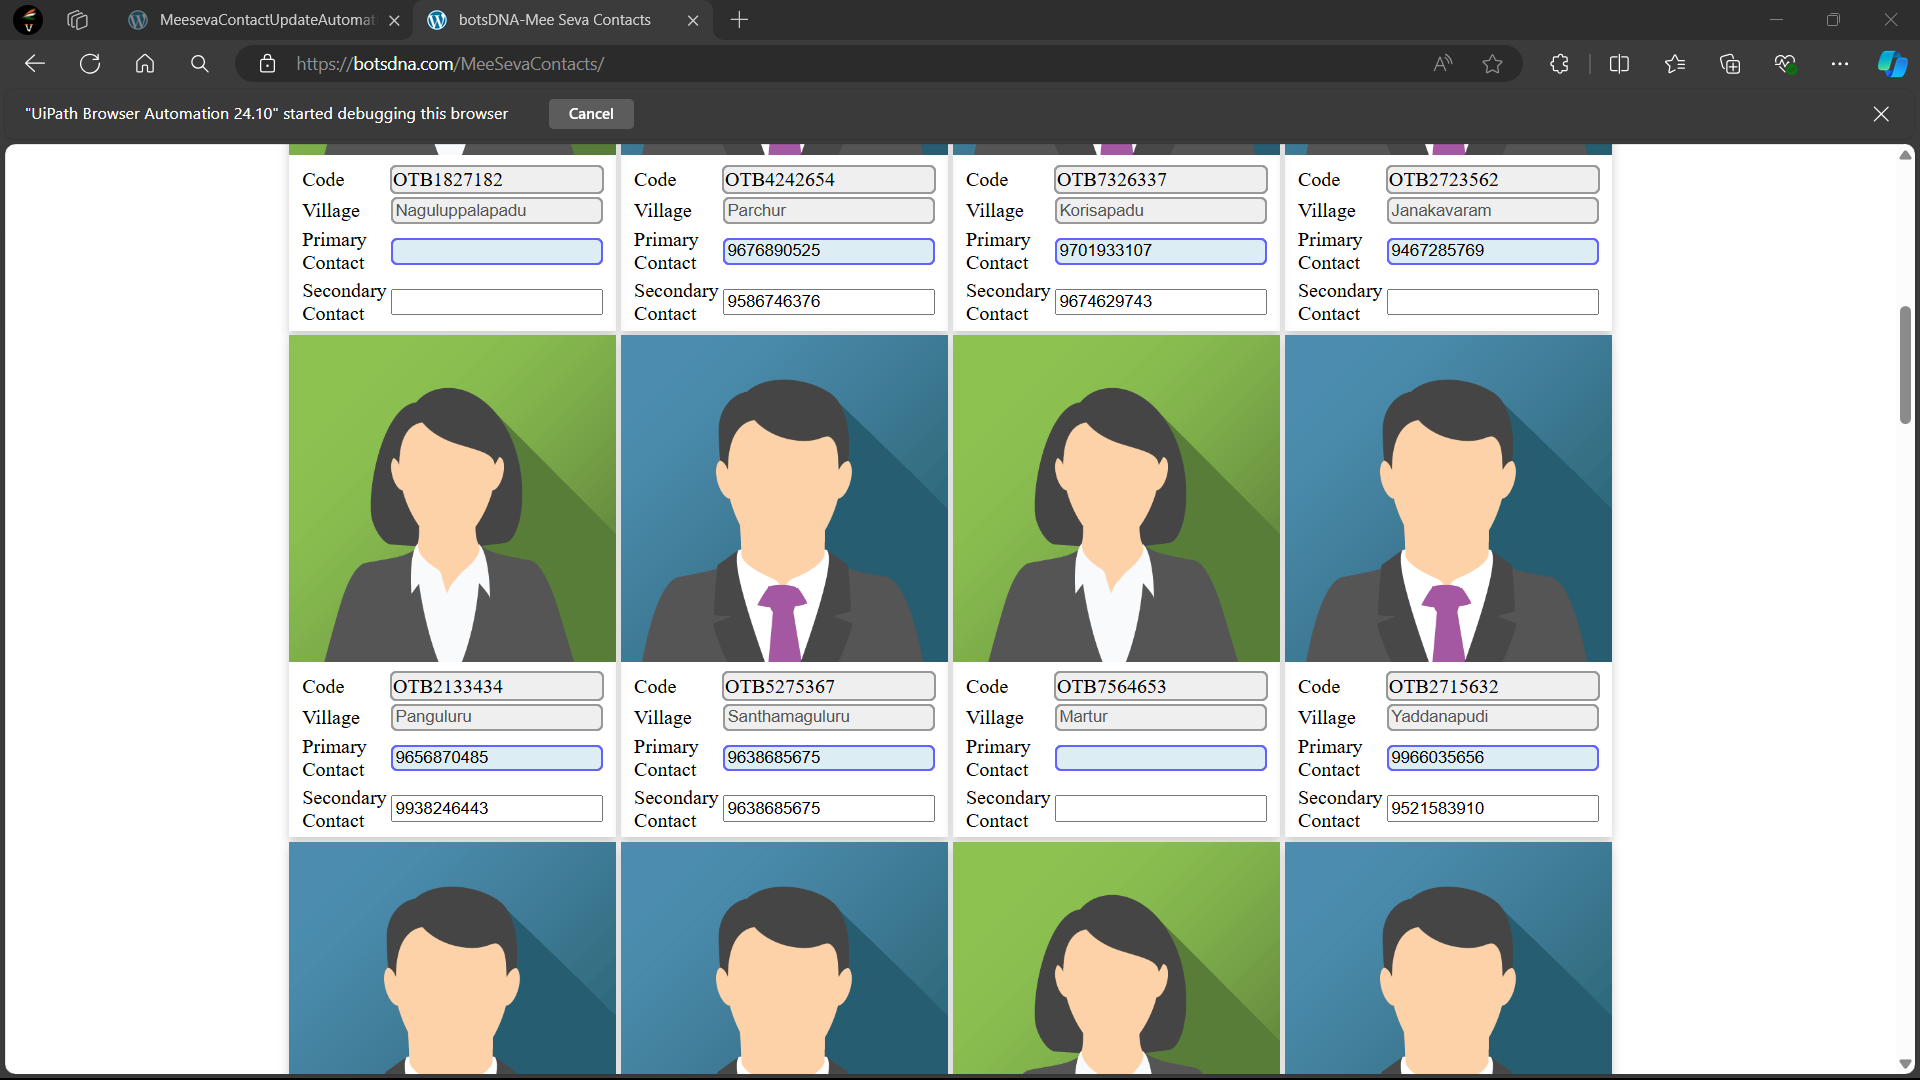 MeesevaContactUpdateAutomat
botsDNA-Mee Seva Contacts
https://botsdna.com/MeeSevaContacts/
"UiPath Browser Automation 24.10" started debugging this browser
Cancel
Code OTB1827182 Code OTB4242654 Code OTB7326337 Code OTB2723562
Village Naguluppalapadu Village Parchur Village Korisapadu Village Janakavaram
Primary Contact Primary Contact 9676890525 Primary Contact 9701933107 Primary Contact 9467285769
Secondary Contact Secondary Contact 9586746376 Secondary Contact 9674629743 Secondary Contact
Code OTB2133434 Code OTB5275367 Code OTB7564653 Code OTB2715632
Village Panguluru Village Santhamaguluru Village Martur Village Yaddanapudi
Primary Contact 9656870485 Primary Contact 9638685675 Primary Contact Primary Contact 9966035656
Secondary Contact 9938246443 Secondary Contact 9638685675 Secondary Contact Secondary Contact 9521583910